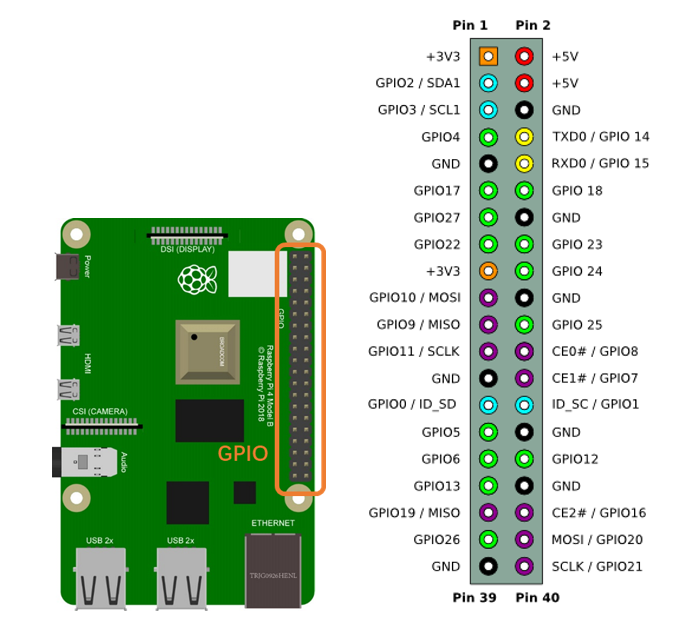 Pin 1 Pin 2
+3V3 +5V
GPIO2 / SDA1 +5V
GPIO3 / SCL1 GND
GPIO4 TXD0 / GPIO 14
GND RXD0 / GPIO 15
GPIO17 GPIO 18
GPIO27 GND
GPIO22 GPIO 23
+3V3 GPIO 24
GPIO10 / MOSI GND
GPIO9 / MISO GPIO 25
GPIO11 / SCLK CE0# / GPIO8
GND CE1# / GPIO7
GPIO0 / ID_SD ID_SC / GPIO1
GPIO5 GND
GPIO6 GPIO12
GPIO13 GND
GPIO19 / MISO CE2# / GPIO16
GPIO26 MOSI / GPIO20
GND SCLK / GPIO21
Pin 39 Pin 40
DSI (DISPLAY)
Power
GPIO
HDMI
BROADCOM
Raspberry Pi 4 Model B
© Raspberry Pi 2018
CSI (CAMERA)
Audio
GPIO
ETHERNET
USB 2x
USB 2x